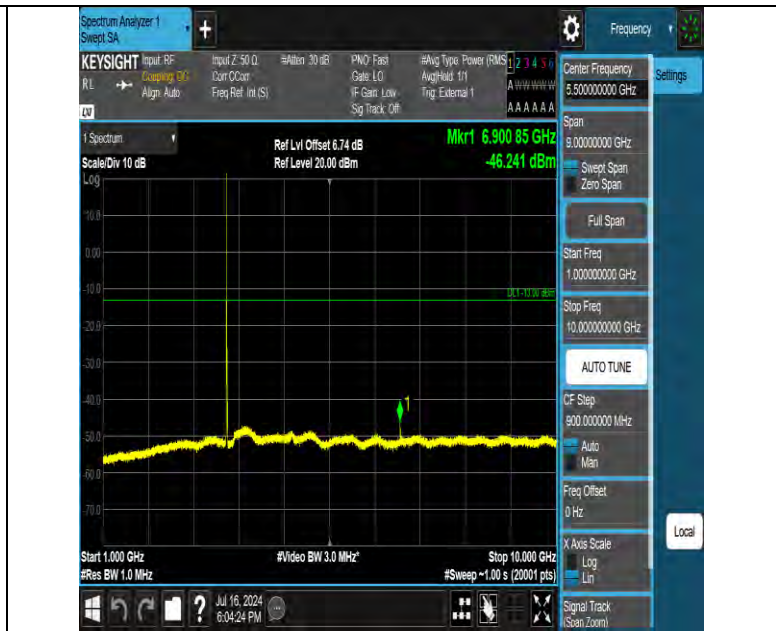 Spectrum Analyzer 1
Swept SA
+
Frequency
KEYSIGHT
RL
LXI
Input: RF
Coupling: DC
Align: Auto
Input Z: 50 Ω
Corr CCorr
Freq Ref: Int (S)
#Atten: 30 dB
PNO: Fast
Gate: LO
IF Gain: Low
Sig Track: Off
#Avg Type: Power (RMS
Avg|Hold: 1/1
Trig: External 1
1 2 3 4 5 6
A W W W W W
A A A A A A
Center Frequency
5.500000000 GHz
Settings
1 Spectrum
Scale/Div 10 dB
Ref Lvl Offset 6.74 dB
Ref Level 20.00 dBm
Mkr1 6.900 85 GHz
-46.241 dBm
Span
9.00000000 GHz
Swept Span
Zero Span
Full Span
Start Freq
1.000000000 GHz
Stop Freq
10.000000000 GHz
AUTO TUNE
CF Step
900.000000 MHz
Auto
Man
Freq Offset
0 Hz
X Axis Scale
Log
Lin
Signal Track
(Span Zoom)
Local
Log
10.0
0.00
-10.0
-20.0
-30.0
-40.0
-50.0
-60.0
-70.0
DL1 -13.00 dBm
1
Start 1.000 GHz
#Res BW 1.0 MHz
#Video BW 3.0 MHz*
Stop 10.000 GHz
#Sweep ~1.00 s (20001 pts)
?
Jul 16, 2024
6:04:24 PM